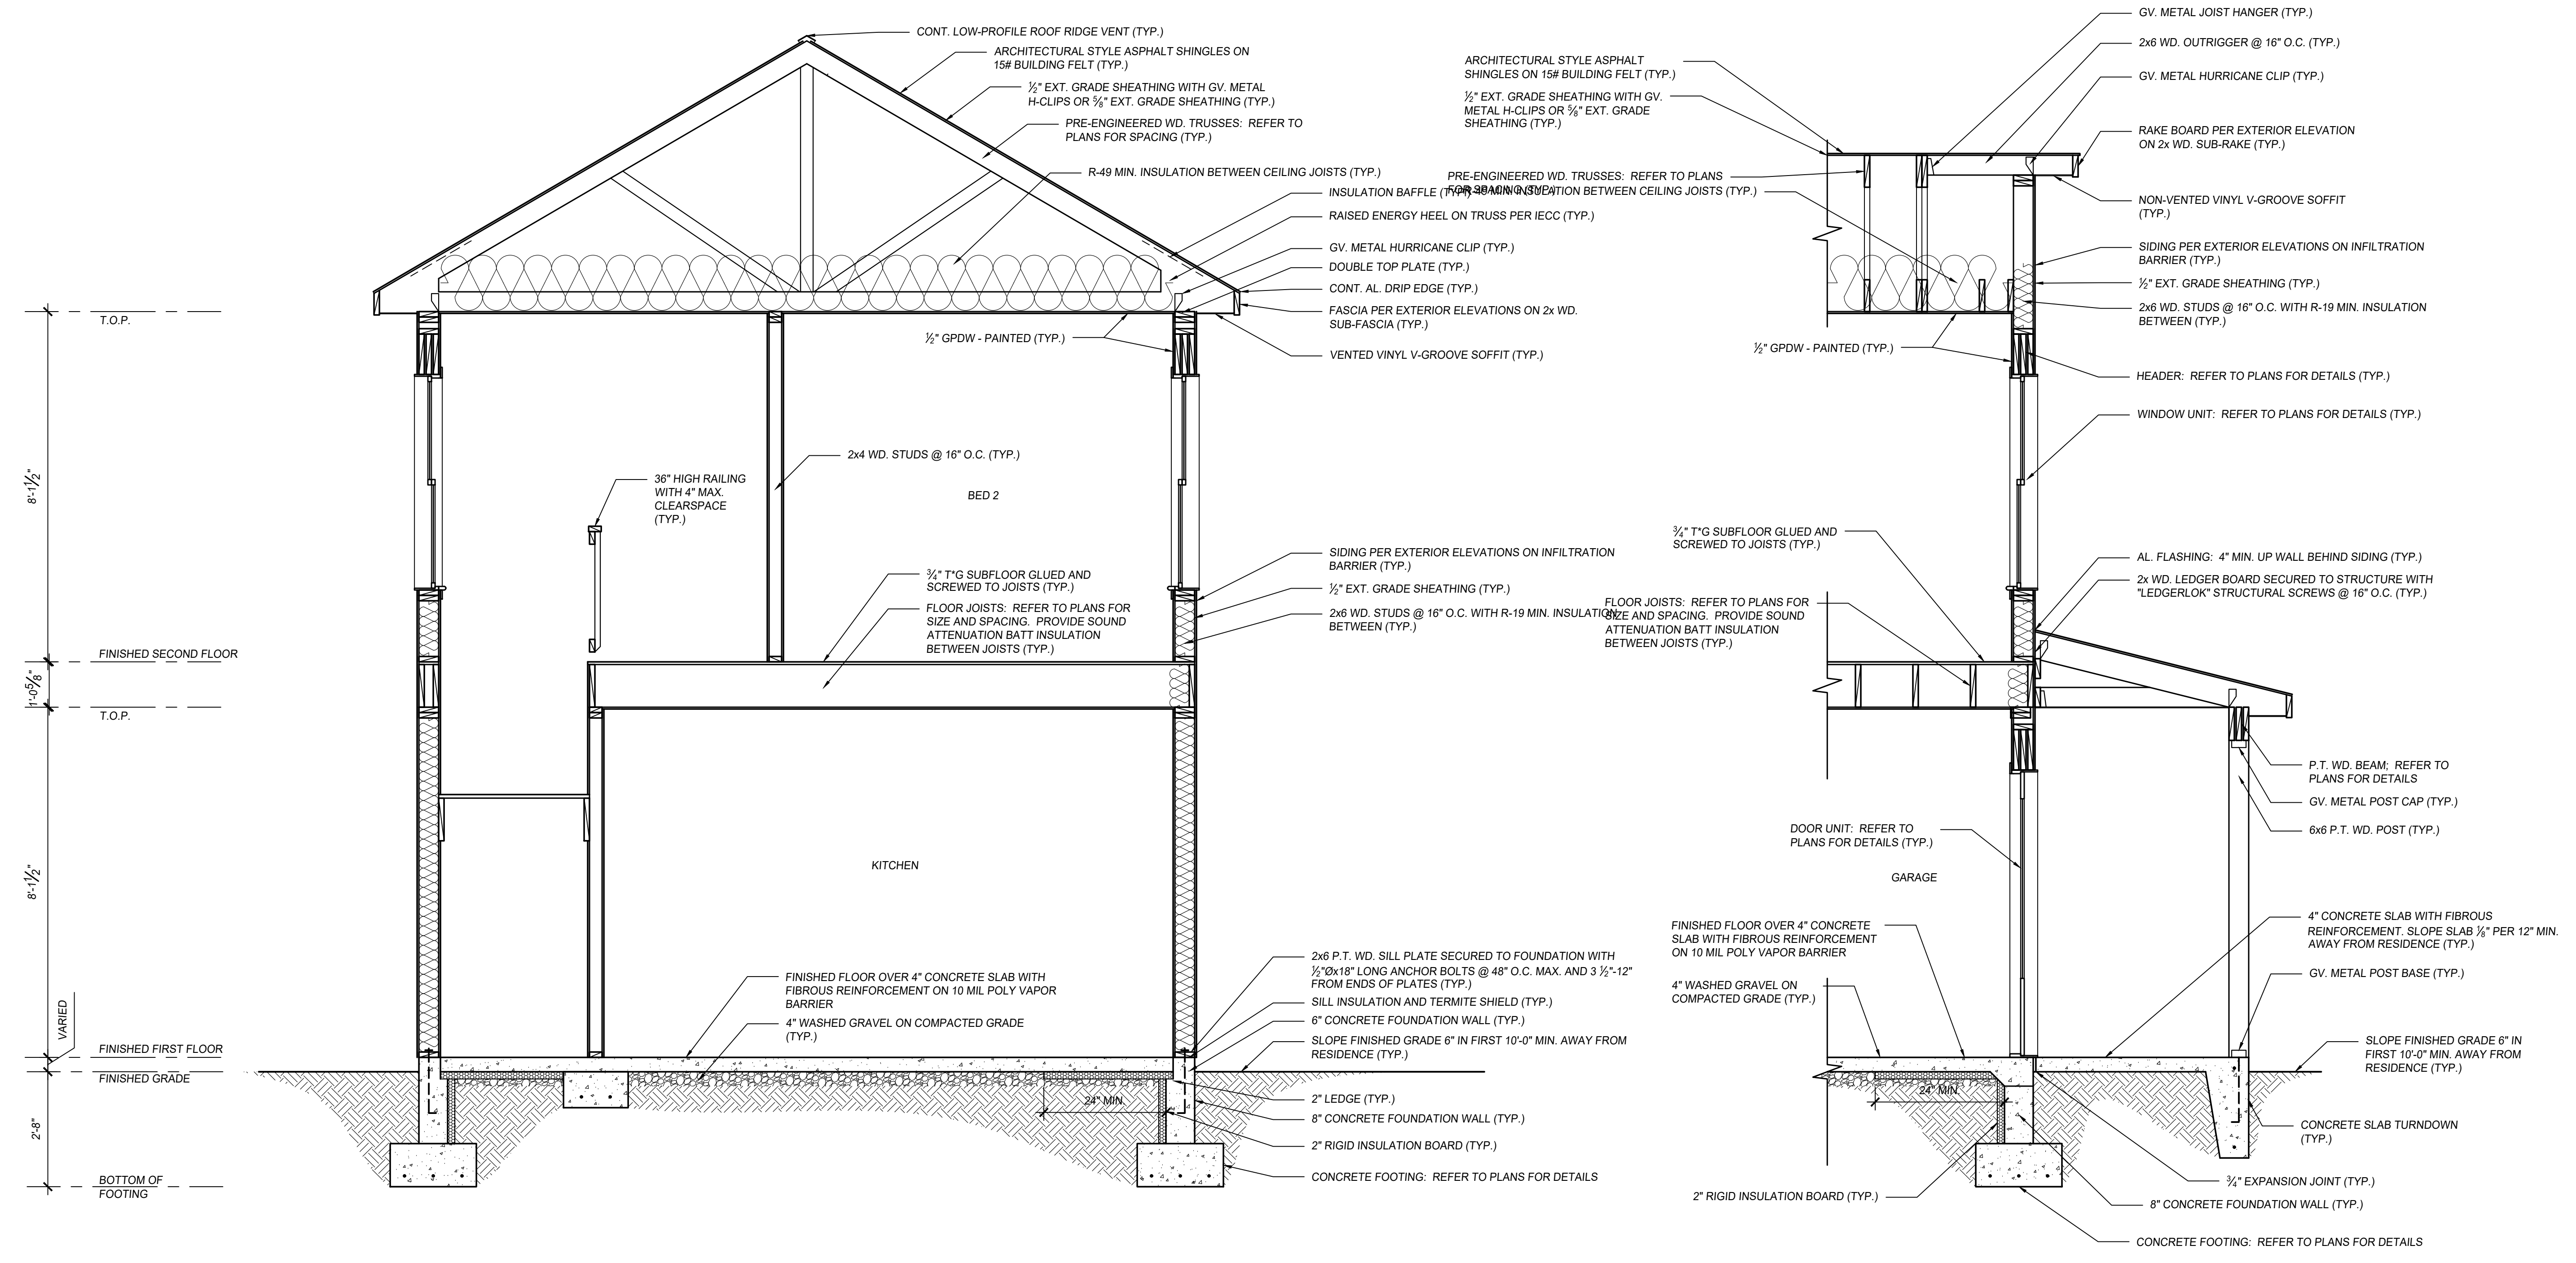 CONT. LOW-PROFILE ROOF RIDGE VENT (TYP.)
ARCHITECTURAL STYLE ASPHALT SHINGLES ON
15# BUILDING FELT (TYP.)
½" EXT. GRADE SHEATHING WITH GV. METAL
H-CLIPS OR ⅝" EXT. GRADE SHEATHING (TYP.)
PRE-ENGINEERED WD. TRUSSES: REFER TO
PLANS FOR SPACING (TYP.)
R-49 MIN. INSULATION BETWEEN CEILING JOISTS (TYP.)
INSULATION BAFFLE (TYP.)
RAISED ENERGY HEEL ON TRUSS PER IECC (TYP.)
GV. METAL HURRICANE CLIP (TYP.)
DOUBLE TOP PLATE (TYP.)
CONT. AL. DRIP EDGE (TYP.)
FASCIA PER EXTERIOR ELEVATIONS ON 2x WD.
SUB-FASCIA (TYP.)
½" GPDW - PAINTED (TYP.)
VENTED VINYL V-GROOVE SOFFIT (TYP.)
T.O.P.
8'-1½"
2x4 WD. STUDS @ 16" O.C. (TYP.)
36" HIGH RAILING
WITH 4" MAX.
CLEARSPACE
(TYP.)
BED 2
SIDING PER EXTERIOR ELEVATIONS ON INFILTRATION
BARRIER (TYP.)
½" EXT. GRADE SHEATHING (TYP.)
2x6 WD. STUDS @ 16" O.C. WITH R-19 MIN. INSULATION
BETWEEN (TYP.)
¾" T*G SUBFLOOR GLUED AND
SCREWED TO JOISTS (TYP.)
FLOOR JOISTS: REFER TO PLANS FOR
SIZE AND SPACING. PROVIDE SOUND
ATTENUATION BATT INSULATION
BETWEEN JOISTS (TYP.)
FINISHED SECOND FLOOR
1'-0⅝"
T.O.P.
8'-1½"
KITCHEN
FINISHED FLOOR OVER 4" CONCRETE SLAB WITH
FIBROUS REINFORCEMENT ON 10 MIL POLY VAPOR
BARRIER
4" WASHED GRAVEL ON COMPACTED GRADE
(TYP.)
2x6 P.T. WD. SILL PLATE SECURED TO FOUNDATION WITH
½"Øx18" LONG ANCHOR BOLTS @ 48" O.C. MAX. AND 3 ½"-12"
FROM ENDS OF PLATES (TYP.)
SILL INSULATION AND TERMITE SHIELD (TYP.)
6" CONCRETE FOUNDATION WALL (TYP.)
SLOPE FINISHED GRADE 6" IN FIRST 10'-0" MIN. AWAY FROM
RESIDENCE (TYP.)
VARIED
FINISHED FIRST FLOOR
FINISHED GRADE
2'-8"
BOTTOM OF
FOOTING
24" MIN.
2" LEDGE (TYP.)
8" CONCRETE FOUNDATION WALL (TYP.)
2" RIGID INSULATION BOARD (TYP.)
CONCRETE FOOTING: REFER TO PLANS FOR DETAILS
ARCHITECTURAL STYLE ASPHALT
SHINGLES ON 15# BUILDING FELT (TYP.)
½" EXT. GRADE SHEATHING WITH GV.
METAL H-CLIPS OR ⅝" EXT. GRADE
SHEATHING (TYP.)
PRE-ENGINEERED WD. TRUSSES: REFER TO PLANS
FOR SPACING (TYP.)
R-49 MIN. INSULATION BETWEEN CEILING JOISTS (TYP.)
½" GPDW - PAINTED (TYP.)
GV. METAL JOIST HANGER (TYP.)
2x6 WD. OUTRIGGER @ 16" O.C. (TYP.)
GV. METAL HURRICANE CLIP (TYP.)
RAKE BOARD PER EXTERIOR ELEVATION
ON 2x WD. SUB-RAKE (TYP.)
NON-VENTED VINYL V-GROOVE SOFFIT
(TYP.)
SIDING PER EXTERIOR ELEVATIONS ON INFILTRATION
BARRIER (TYP.)
½" EXT. GRADE SHEATHING (TYP.)
2x6 WD. STUDS @ 16" O.C. WITH R-19 MIN. INSULATION
BETWEEN (TYP.)
HEADER: REFER TO PLANS FOR DETAILS (TYP.)
WINDOW UNIT: REFER TO PLANS FOR DETAILS (TYP.)
¾" T*G SUBFLOOR GLUED AND
SCREWED TO JOISTS (TYP.)
FLOOR JOISTS: REFER TO PLANS FOR
SIZE AND SPACING. PROVIDE SOUND
ATTENUATION BATT INSULATION
BETWEEN JOISTS (TYP.)
AL. FLASHING: 4" MIN. UP WALL BEHIND SIDING (TYP.)
2x WD. LEDGER BOARD SECURED TO STRUCTURE WITH
"LEDGERLOK" STRUCTURAL SCREWS @ 16" O.C. (TYP.)
P.T. WD. BEAM; REFER TO
PLANS FOR DETAILS
GV. METAL POST CAP (TYP.)
6x6 P.T. WD. POST (TYP.)
DOOR UNIT: REFER TO
PLANS FOR DETAILS (TYP.)
GARAGE
FINISHED FLOOR OVER 4" CONCRETE
SLAB WITH FIBROUS REINFORCEMENT
ON 10 MIL POLY VAPOR BARRIER
4" WASHED GRAVEL ON
COMPACTED GRADE (TYP.)
4" CONCRETE SLAB WITH FIBROUS
REINFORCEMENT. SLOPE SLAB ⅛" PER 12" MIN.
AWAY FROM RESIDENCE (TYP.)
GV. METAL POST BASE (TYP.)
SLOPE FINISHED GRADE 6" IN
FIRST 10'-0" MIN. AWAY FROM
RESIDENCE (TYP.)
24" MIN.
CONCRETE SLAB TURNDOWN
(TYP.)
¾" EXPANSION JOINT (TYP.)
2" RIGID INSULATION BOARD (TYP.)
8" CONCRETE FOUNDATION WALL (TYP.)
CONCRETE FOOTING: REFER TO PLANS FOR DETAILS